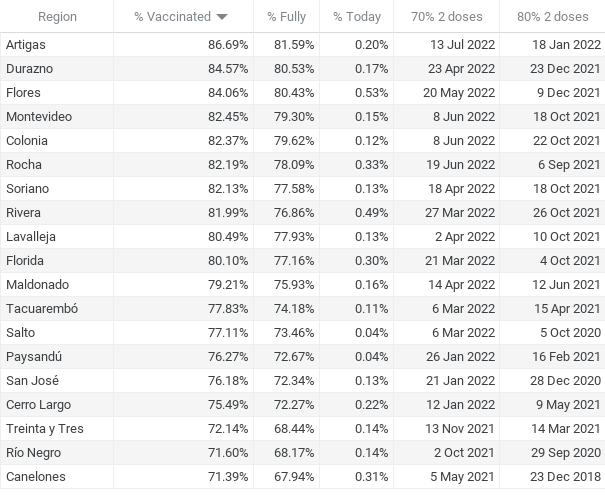 Region % Vaccinated % Fully % Today 70% 2 doses 80% 2 doses
Artigas 86.69% 81.59% 0.20% 13 Jul 2022 18 Jan 2022
Durazno 84.57% 80.53% 0.17% 23 Apr 2022 23 Dec 2021
Flores 84.06% 80.43% 0.53% 20 May 2022 9 Dec 2021
Montevideo 82.45% 79.30% 0.15% 8 Jun 2022 18 Oct 2021
Colonia 82.37% 79.62% 0.12% 8 Jun 2022 22 Oct 2021
Rocha 82.19% 78.09% 0.33% 19 Jun 2022 6 Sep 2021
Soriano 82.13% 77.58% 0.13% 18 Apr 2022 18 Oct 2021
Rivera 81.99% 76.86% 0.49% 27 Mar 2022 26 Oct 2021
Lavalleja 80.49% 77.93% 0.13% 2 Apr 2022 10 Oct 2021
Florida 80.10% 77.16% 0.30% 21 Mar 2022 4 Oct 2021
Maldonado 79.21% 75.93% 0.16% 14 Apr 2022 12 Jun 2021
Tacuarembó 77.83% 74.18% 0.11% 6 Mar 2022 15 Apr 2021
Salto 77.11% 73.46% 0.04% 6 Mar 2022 5 Oct 2020
Paysandú 76.27% 72.67% 0.04% 26 Jan 2022 16 Feb 2021
San José 76.18% 72.34% 0.13% 21 Jan 2022 28 Dec 2020
Cerro Largo 75.49% 72.27% 0.22% 12 Jan 2022 9 May 2021
Treinta y Tres 72.14% 68.44% 0.14% 13 Nov 2021 14 Mar 2021
Río Negro 71.60% 68.17% 0.14% 2 Oct 2021 29 Sep 2020
Canelones 71.39% 67.94% 0.31% 5 May 2021 23 Dec 2018